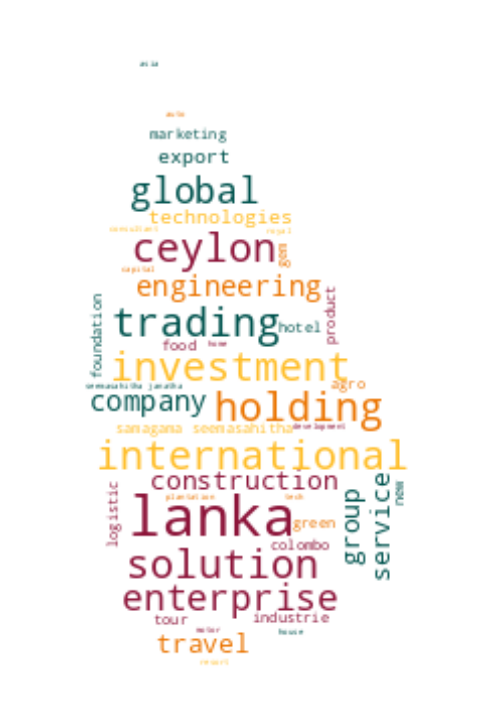 asia
auto
marketing
export
global
technologies
consultant royal
ceylon
gem
capital
engineering
product
foundation
trading
hotel
food home
investment
seemasahitha janatha
agro
company
holding
samagama seemasahitha
development
international
construction
service
new
logistic
group
plantation tech
lanka
green
colombo
solution
enterprise
tour industrie
motor house
travel
resort